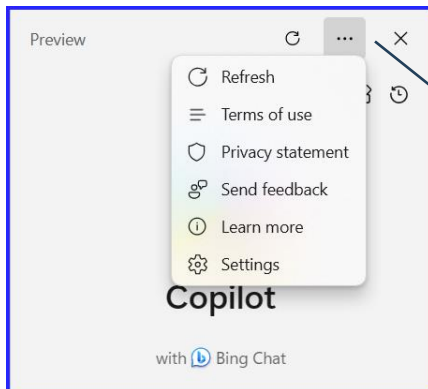 Preview
Refresh
Terms of use
Privacy statement
Send feedback
Learn more
Settings
Copilot
with Bing Chat